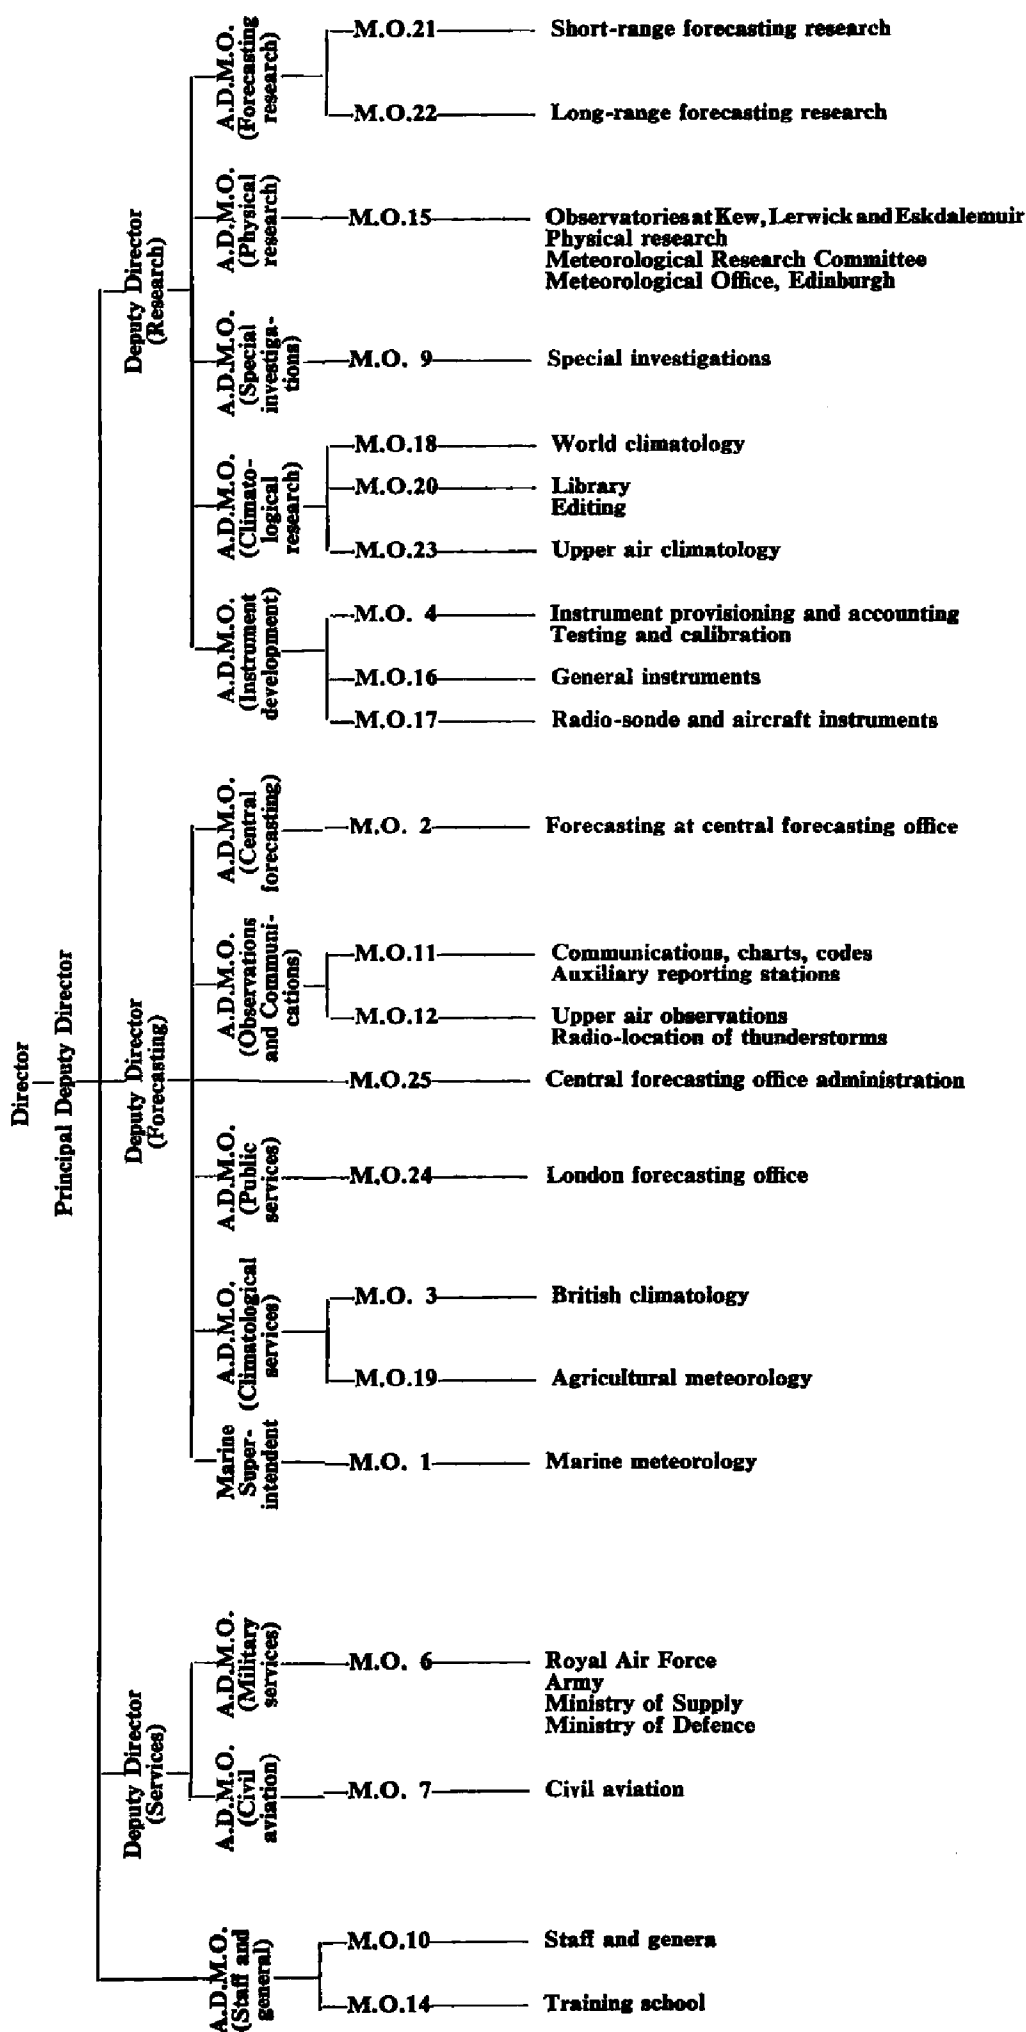 Director
Principal Deputy Director
Deputy Director
(Research)
A.D.M.O.
(Forecasting
research)
M.O.21
Short-range forecasting research
M.O.22
Long-range forecasting research
A.D.M.O.
(Physical
research)
M.O.15
Observatories at Kew, Lerwick and Eskdalemuir
Physical research
Meteorological Research Committee
Meteorological Office, Edinburgh
A.D.M.O.
(Special
investiga-
tions)
M.O. 9
Special investigations
A.D.M.O.
(Climato-
logical
research)
M.O.18
World climatology
M.O.20
Library
Editing
M.O.23
Upper air climatology
A.D.M.O.
(Instrument
development)
M.O. 4
Instrument provisioning and accounting
Testing and calibration
M.O.16
General instruments
M.O.17
Radio-sonde and aircraft instruments
Deputy Director
(Forecasting)
A.D.M.O.
(Central
forecasting)
M.O. 2
Forecasting at central forecasting office
A.D.M.O.
(Observations
and Communi-
cations)
M.O.11
Communications, charts, codes
Auxiliary reporting stations
M.O.12
Upper air observations
Radio-location of thunderstorms
M.O.25
Central forecasting office administration
A.D.M.O.
(Public
services)
M.O.24
London forecasting office
A.D.M.O.
(Climatological
services)
M.O. 3
British climatology
M.O.19
Agricultural meteorology
Marine
Super-
intendent
M.O. 1
Marine meteorology
Deputy Director
(Services)
A.D.M.O.
(Military
services)
M.O. 6
Royal Air Force
Army
Ministry of Supply
Ministry of Defence
A.D.M.O.
(Civil
aviation)
M.O. 7
Civil aviation
A.D.M.O.
(Staff and
general)
M.O.10
Staff and genera
M.O.14
Training school